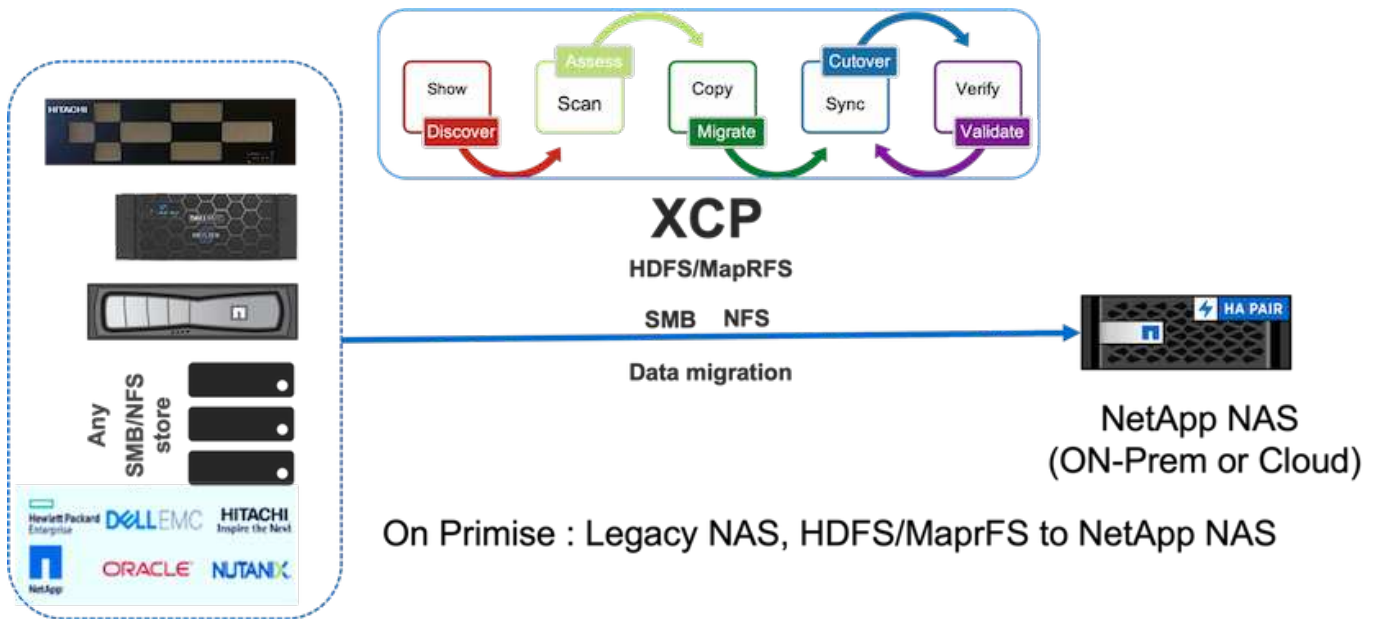 HITACHI
Any
SMB/NFS
store
Hewlett Packard
Enterprise
DELLEMC
HITACHI
Inspire the Next
NetApp
ORACLE
NUTANIX
Show
Discover
Assess
Scan
Copy
Migrate
Cutover
Sync
Verify
Validate
XCP
HDFS/MapRFS
SMB NFS
Data migration
HA PAIR
NetApp NAS
(ON-Prem or Cloud)
On Primise : Legacy NAS, HDFS/MaprFS to NetApp NAS